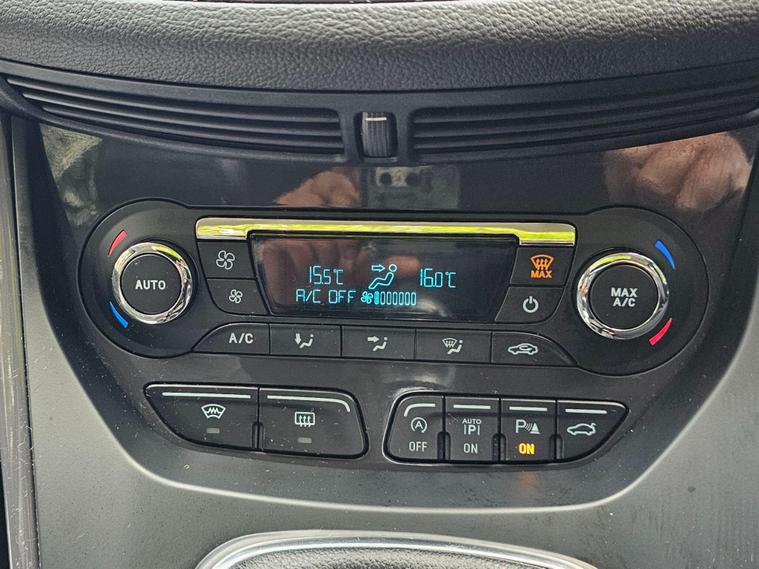 AUTO
15.5°C
16.0°C
A/C OFF
MAX
MAX
A/C
A/C
A
OFF
AUTO
P
ON
P
ON